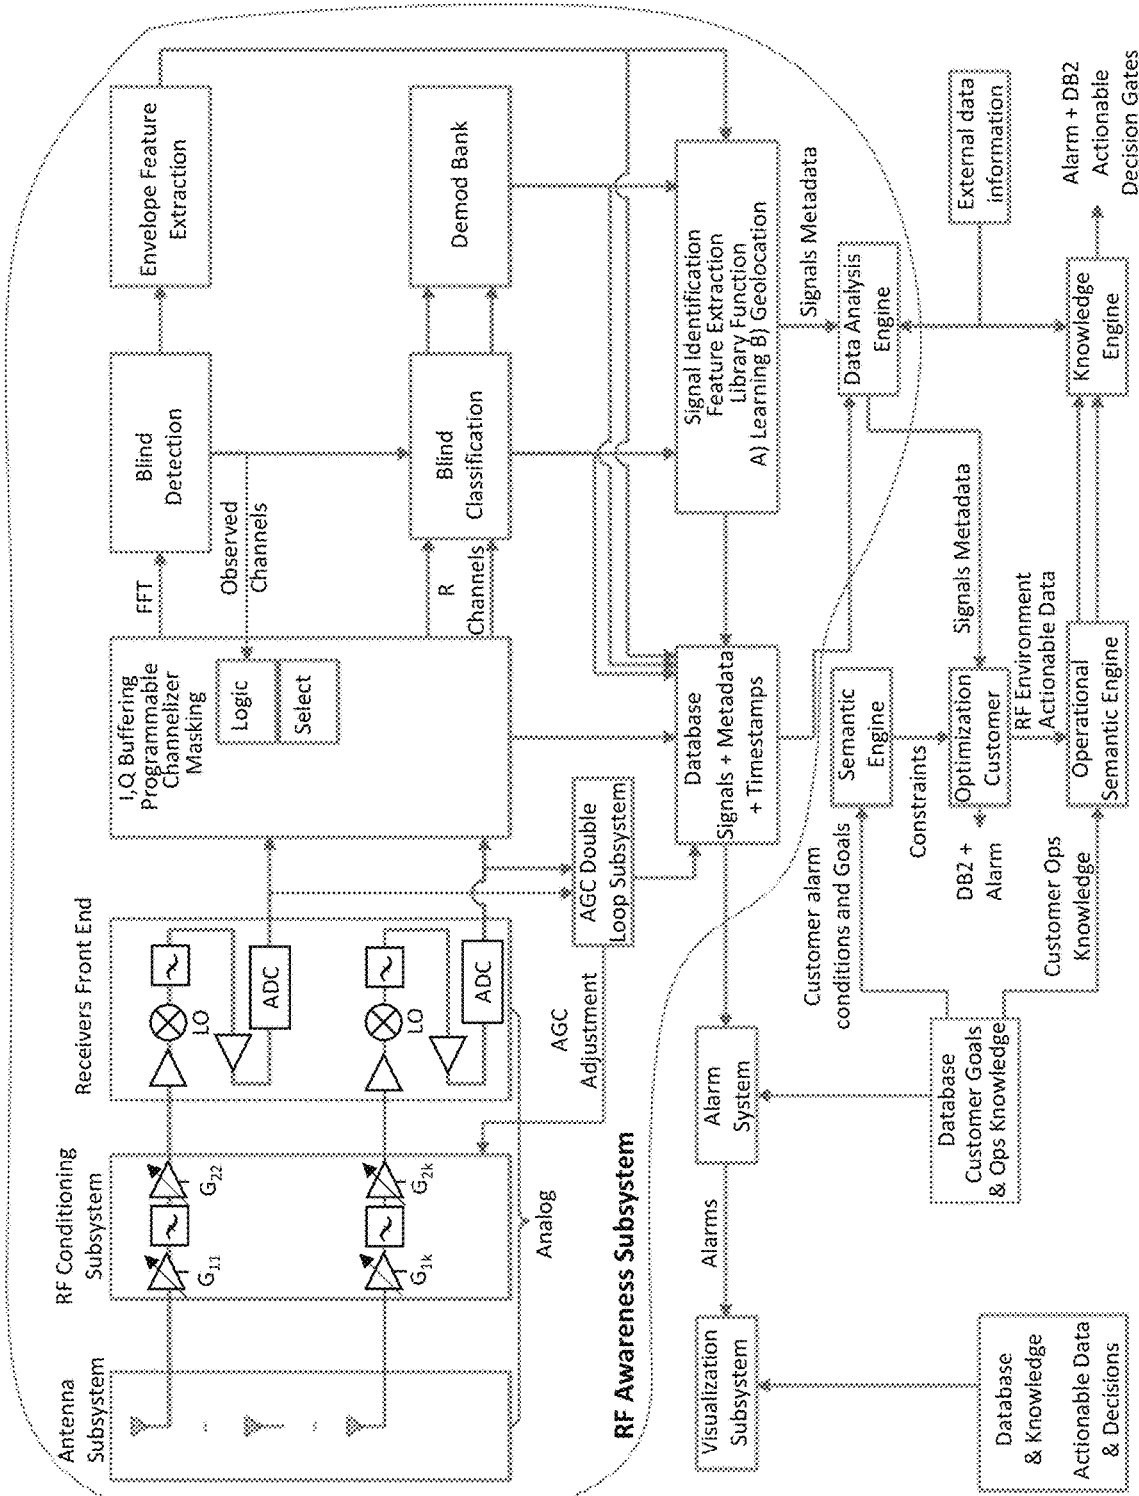 Antenna
Subsystem
RF Conditioning
Subsystem
G11
G22
G1k
G2k
Analog
Receivers Front End
LO
ADC
LO
ADC
AGC
Adjustment
AGC Double
Loop Subsystem
I,Q Buffering
Programmable
Channelizer
Masking
Logic
Select
FFT
Observed
Channels
R
Channels
Blind
Detection
Envelope Feature
Extraction
Blind
Classification
Demod Bank
Signal Identification
Feature Extraction
Library Function
A) Learning B) Geolocation
Database
Signals + Metadata
+ Timestamps
Signals Metadata
Data Analysis
Engine
RF Awareness Subsystem
Visualization
Subsystem
Alarms
Alarm
System
Customer alarm
conditions and Goals
Semantic
Engine
Constraints
Signals Metadata
Optimization
Customer
DB2 +
Alarm
RF Environment
Actionable Data
Database
Customer Goals
& Ops Knowledge
Customer Ops
Knowledge
Operational
Semantic Engine
Knowledge
Engine
External data
information
Alarm + DB2
Actionable
Decision Gates
Database
& Knowledge
Actionable Data
& Decisions